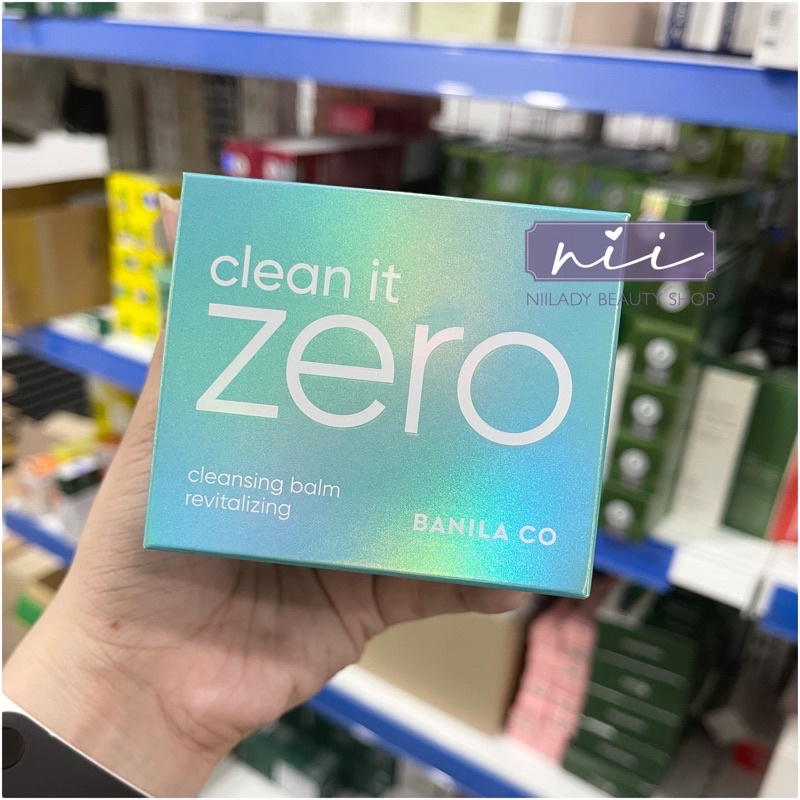 clean it
zero
cleansing balm
revitalizing
BANILA CO
nii
NIILADY BEAUTY SHOP